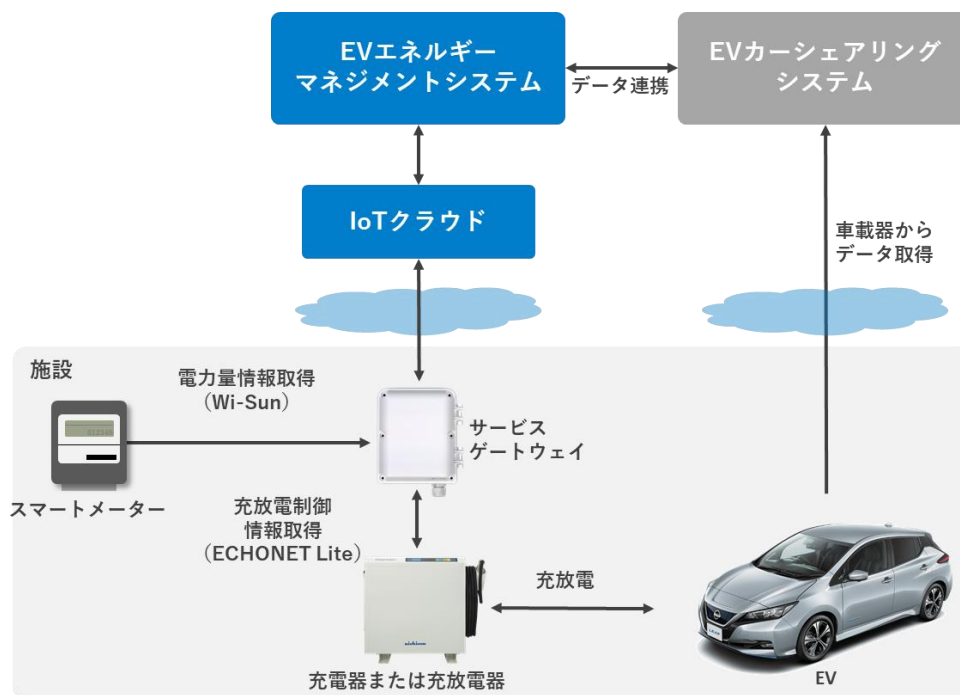 EVエネルギー
マネジメントシステム
EVカーシェアリング
システム
データ連携
IoTクラウド
車載器から
データ取得
施設
電力量情報取得
（Wi-Sun）
サービス
ゲートウェイ
スマートメーター
充放電制御
情報取得
（ECHONET Lite）
充放電
nichicon
充電器または充放電器
EV